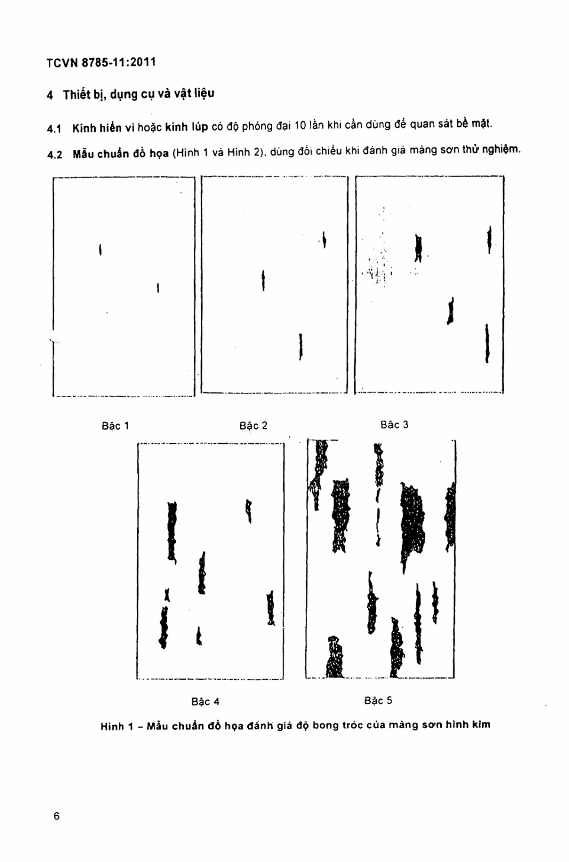 TCVN 8785-11:2011
4 Thiết bị, dụng cụ và vật liệu
4.1 Kính hiển vi hoặc kính lúp có độ phóng đại 10 lần khi cần dùng để quan sát bề mặt.
4.2 Mẫu chuẩn đồ họa (Hình 1 và Hình 2). dùng đối chiếu khi đánh giá màng sơn thử nghiệm.
Bậc 1 Bậc 2 Bậc 3
Bậc 4 Bậc 5
Hình 1 – Mẫu chuẩn đồ họa đánh giá độ bong tróc của màng sơn hình kim
6